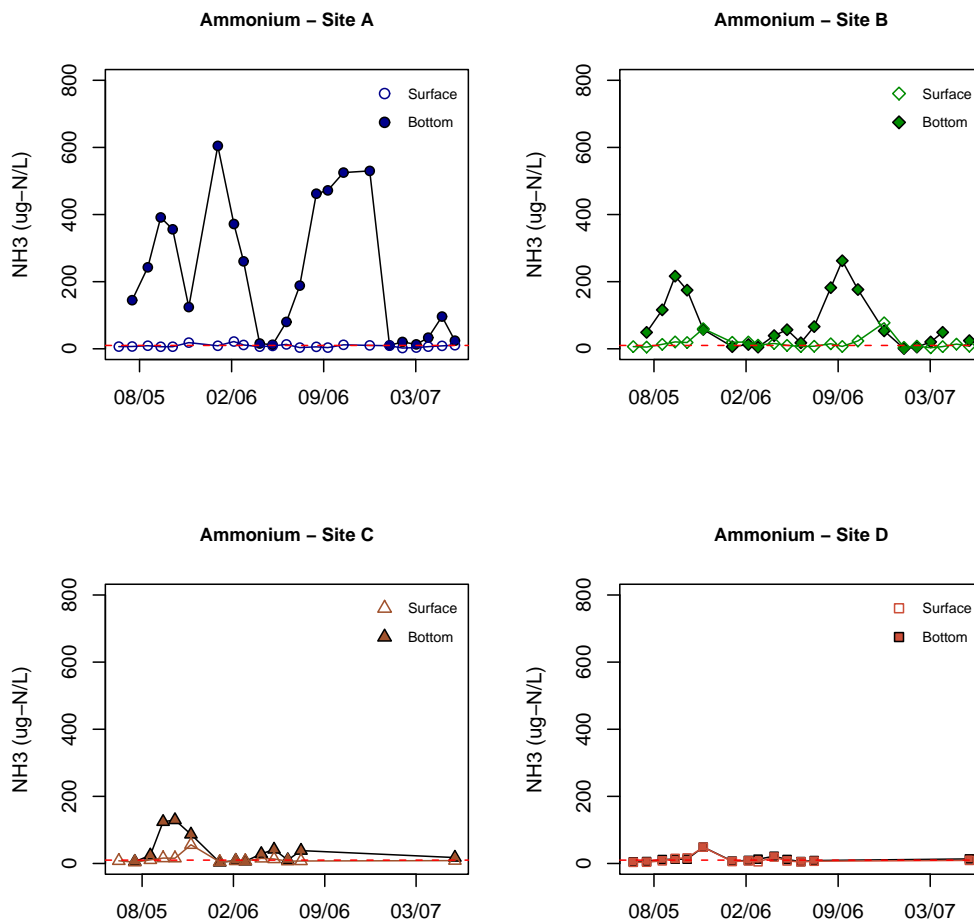 Ammonium – Site A
NH3 (ug–N/L)
800
600
400
200
0
Surface
Bottom
08/05 02/06 09/06 03/07
Ammonium – Site B
NH3 (ug–N/L)
800
600
400
200
0
Surface
Bottom
08/05 02/06 09/06 03/07
Ammonium – Site C
NH3 (ug–N/L)
800
600
400
200
0
Surface
Bottom
08/05 02/06 09/06 03/07
Ammonium – Site D
NH3 (ug–N/L)
800
600
400
200
0
Surface
Bottom
08/05 02/06 09/06 03/07